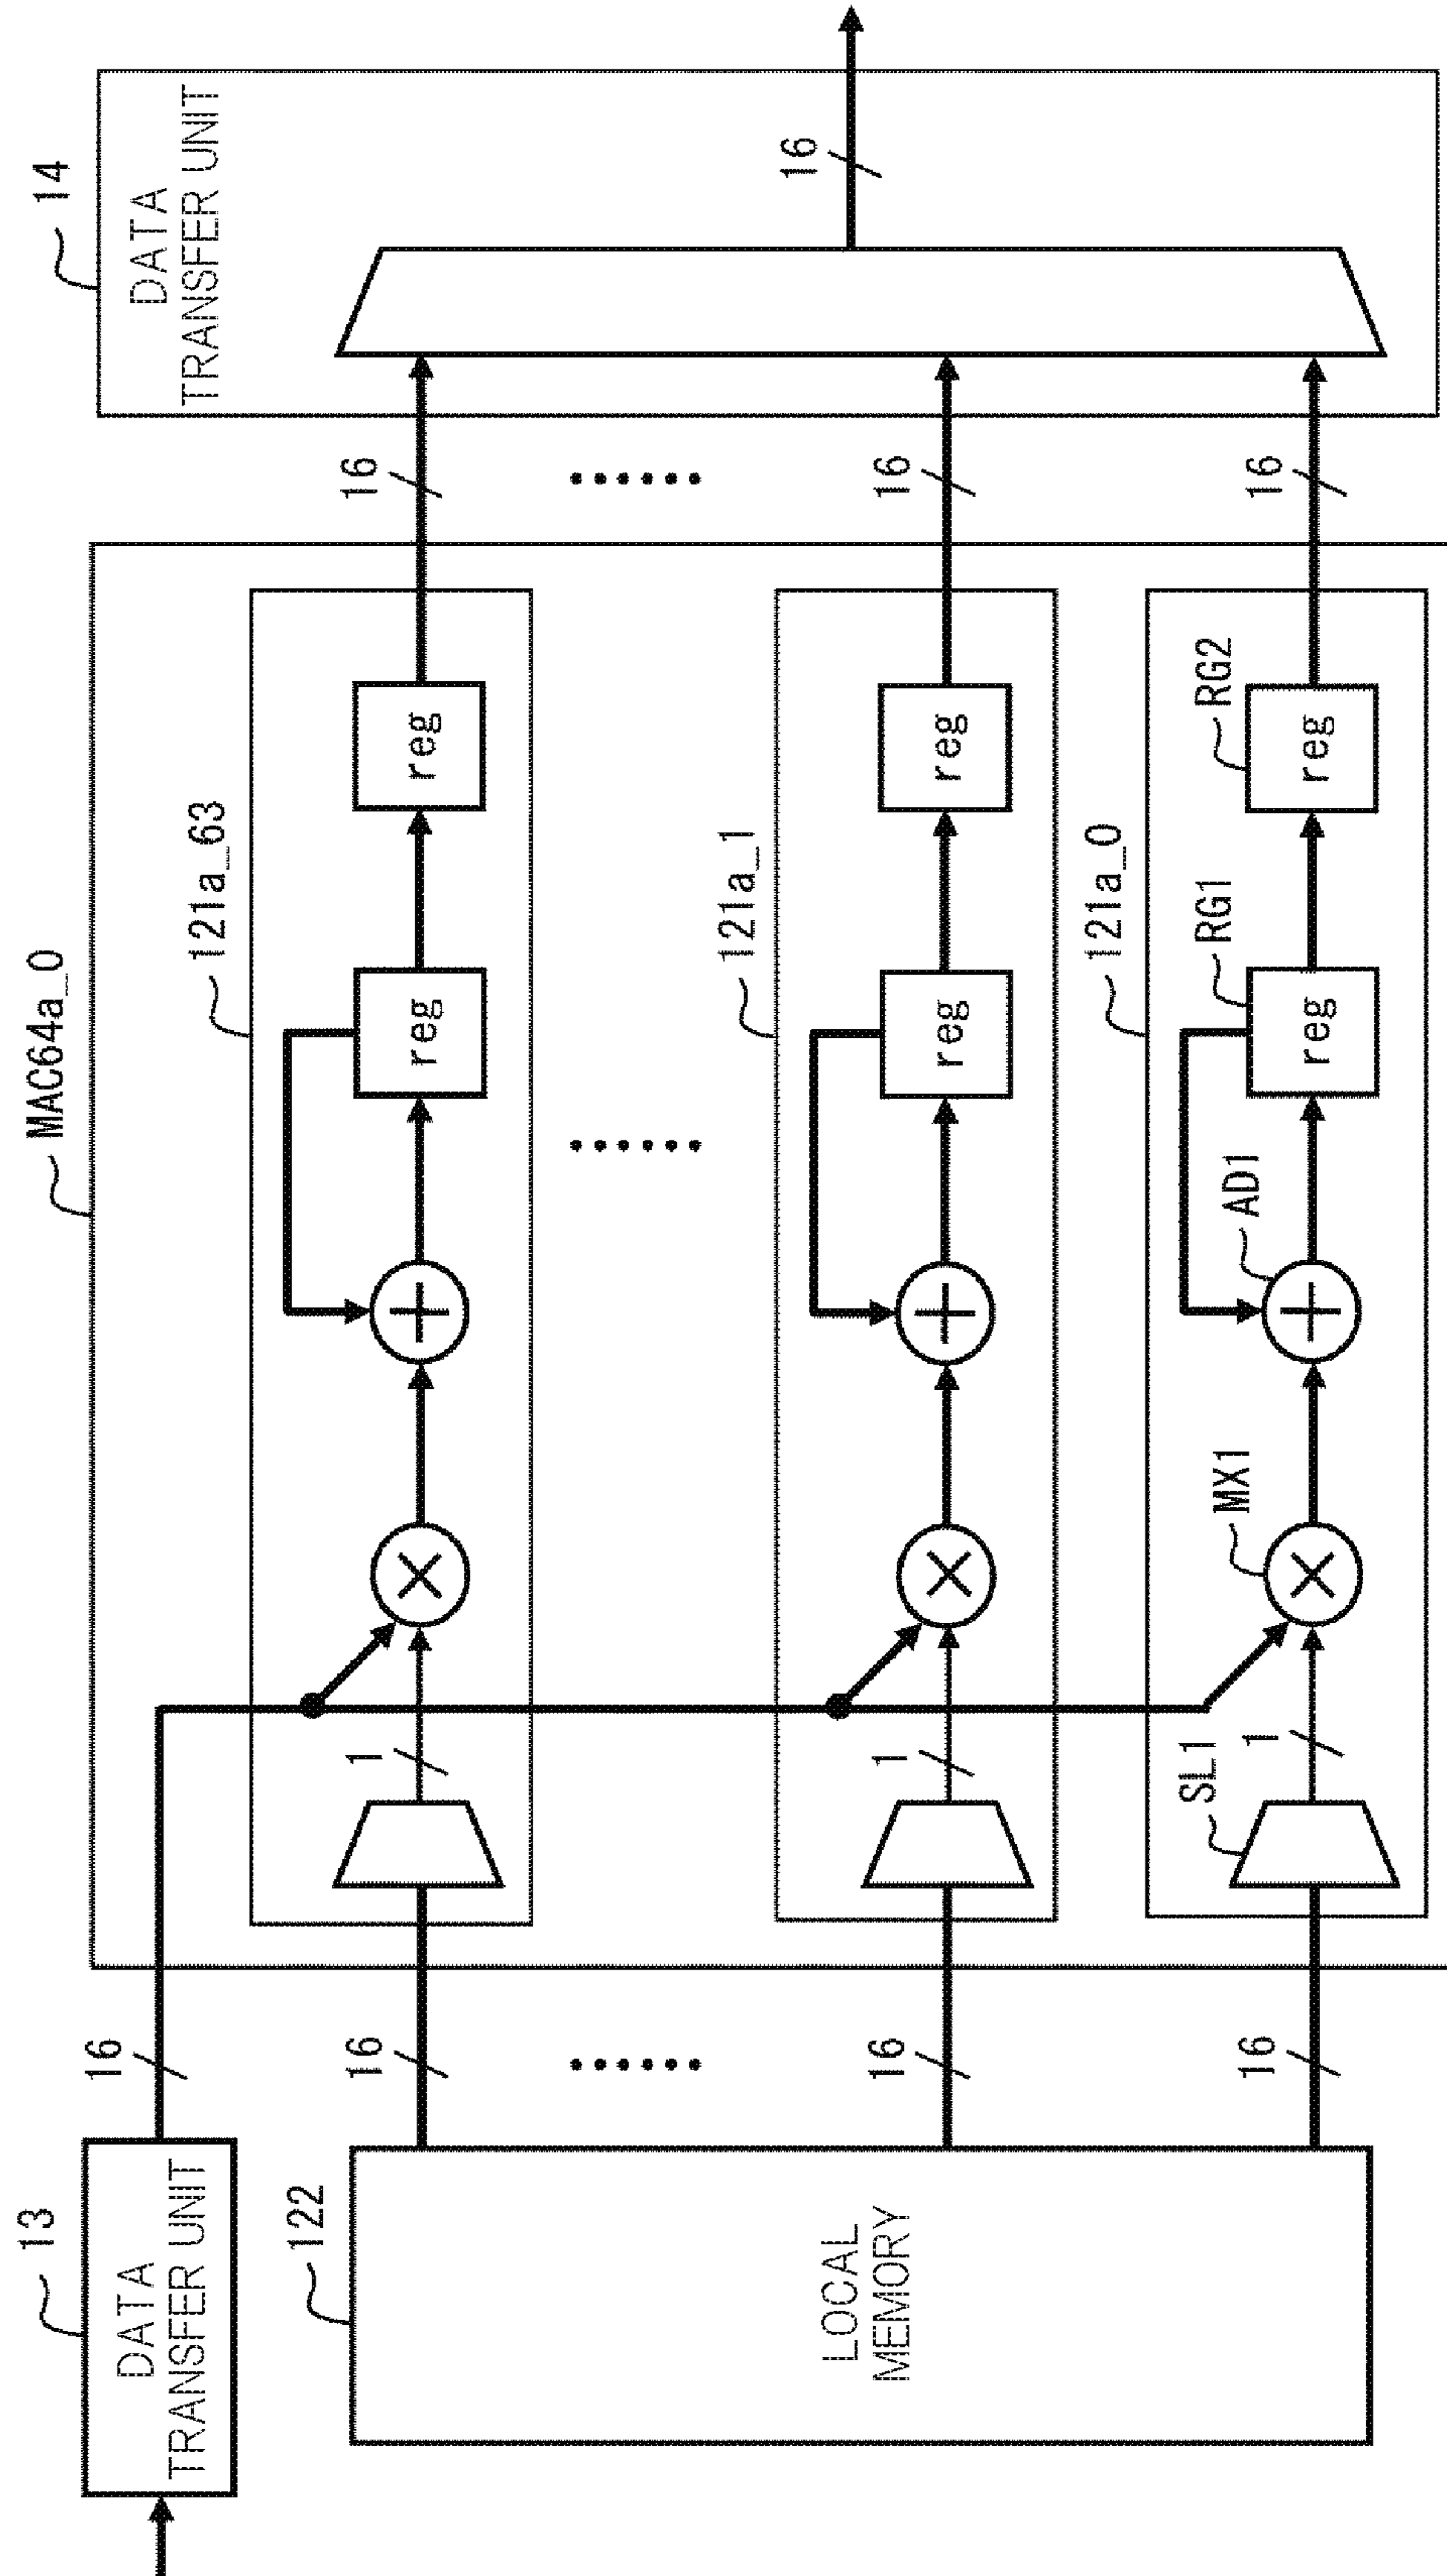 13
DATA
TRANSFER UNIT
16
122
LOCAL
MEMORY
16
16
16
MAC64a_0
121a_63
1
reg
reg
16
121a_1
1
reg
reg
16
121a_0
SL1
1
MX1
AD1
RG1
reg
RG2
reg
16
14
DATA
TRANSFER UNIT
16